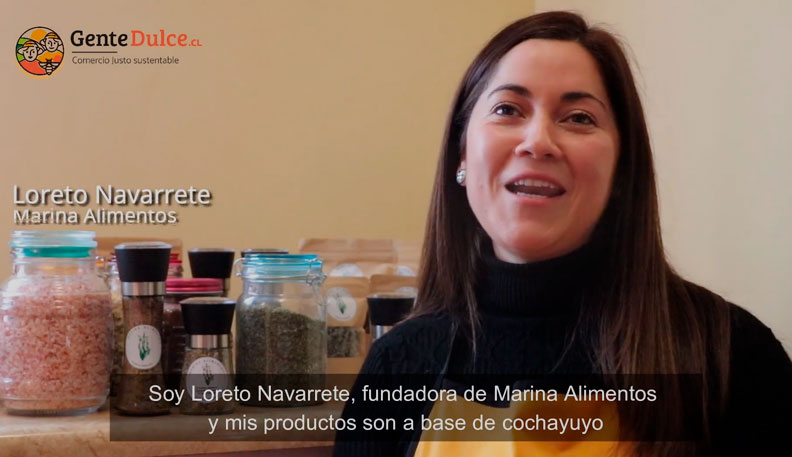 GenteDulce.CL
Comercio Justo sustentable
Loreto Navarrete
Marina Alimentos
Soy Loreto Navarrete, fundadora de Marina Alimentos
y mis productos son a base de cochayuyo